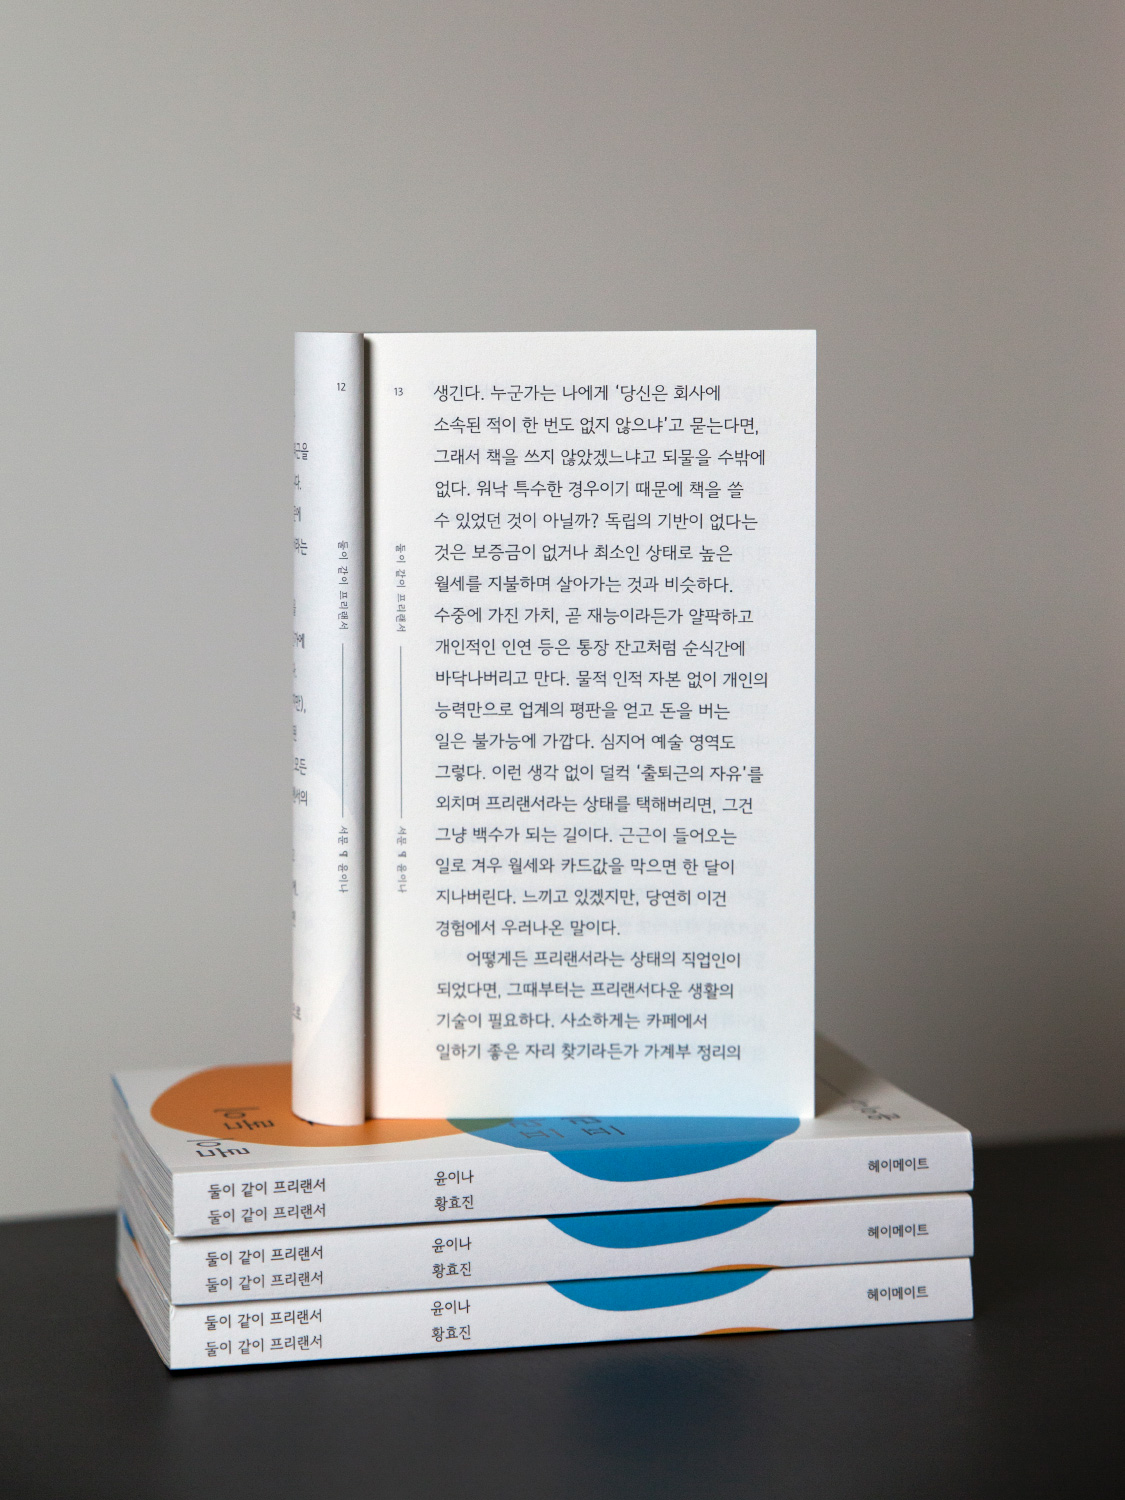 12
둘이 같이 프리랜서
서문 ¶ 윤이나
13
둘이 같이 프리랜서
서문 ¶ 윤이나
생긴다. 누군가는 나에게 ‘당신은 회사에
소속된 적이 한 번도 없지 않으냐’고 묻는다면,
그래서 책을 쓰지 않았겠느냐고 되물을 수밖에
없다. 워낙 특수한 경우이기 때문에 책을 쓸
수 있었던 것이 아닐까? 독립의 기반이 없다는
것은 보증금이 없거나 최소인 상태로 높은
월세를 지불하며 살아가는 것과 비슷하다.
수중에 가진 가치, 곧 재능이라든가 얄팍하고
개인적인 인연 등은 통장 잔고처럼 순식간에
바닥나버리고 만다. 물적 인적 자본 없이 개인의
능력만으로 업계의 평판을 얻고 돈을 버는
일은 불가능에 가깝다. 심지어 예술 영역도
그렇다. 이런 생각 없이 덜컥 ‘출퇴근의 자유’를
외치며 프리랜서라는 상태를 택해버리면, 그건
그냥 백수가 되는 길이다. 근근이 들어오는
일로 겨우 월세와 카드값을 막으면 한 달이
지나버린다. 느끼고 있겠지만, 당연히 이건
경험에서 우러나온 말이다.
어떻게든 프리랜서라는 상태의 직업인이
되었다면, 그때부터는 프리랜서다운 생활의
기술이 필요하다. 사소하게는 카페에서
일하기 좋은 자리 찾기라든가 가계부 정리의
둘이 같이 프리랜서 윤이나 헤이메이트
둘이 같이 프리랜서 황효진
둘이 같이 프리랜서 윤이나 헤이메이트
둘이 같이 프리랜서 황효진
둘이 같이 프리랜서 윤이나 헤이메이트
둘이 같이 프리랜서 황효진